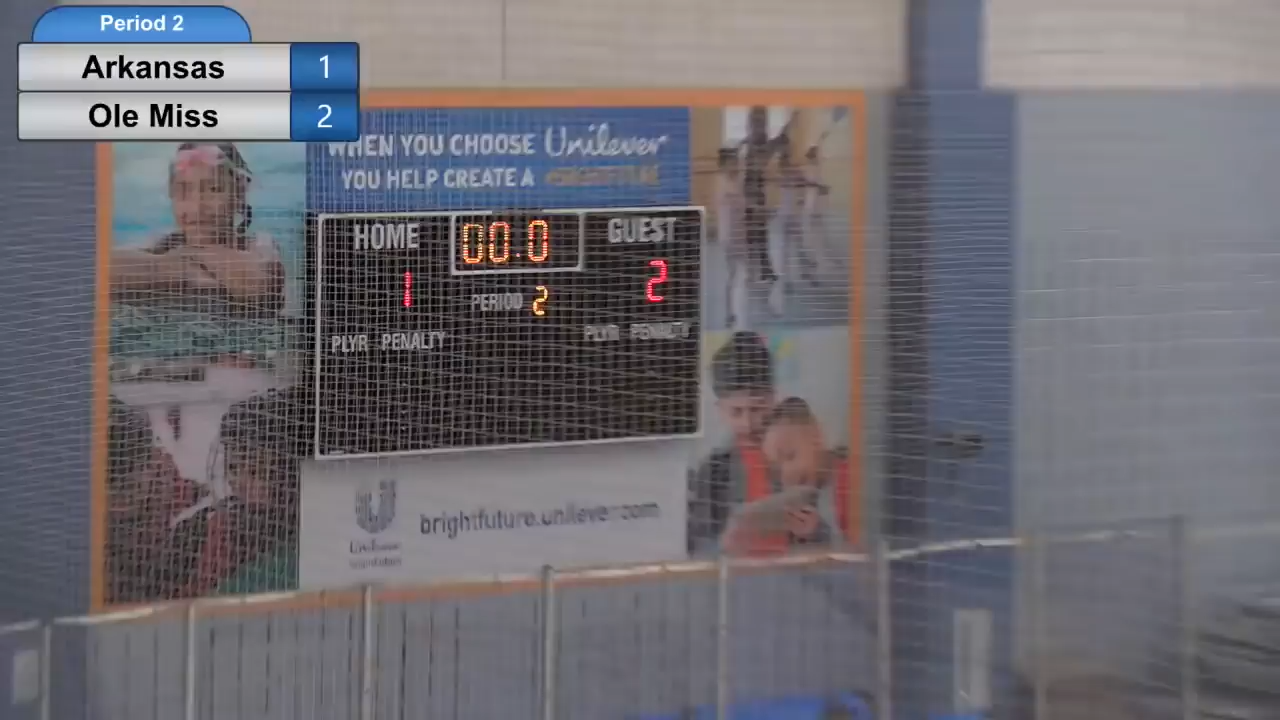 Period 2
Arkansas 1
Ole Miss 2
WHEN YOU CHOOSE Unilever
YOU HELP CREATE A
HOME 00.0 GUEST
1 PERIOD 2 2
PLYR PENALTY PLYR PENALTY
brightfuture.unilever.com